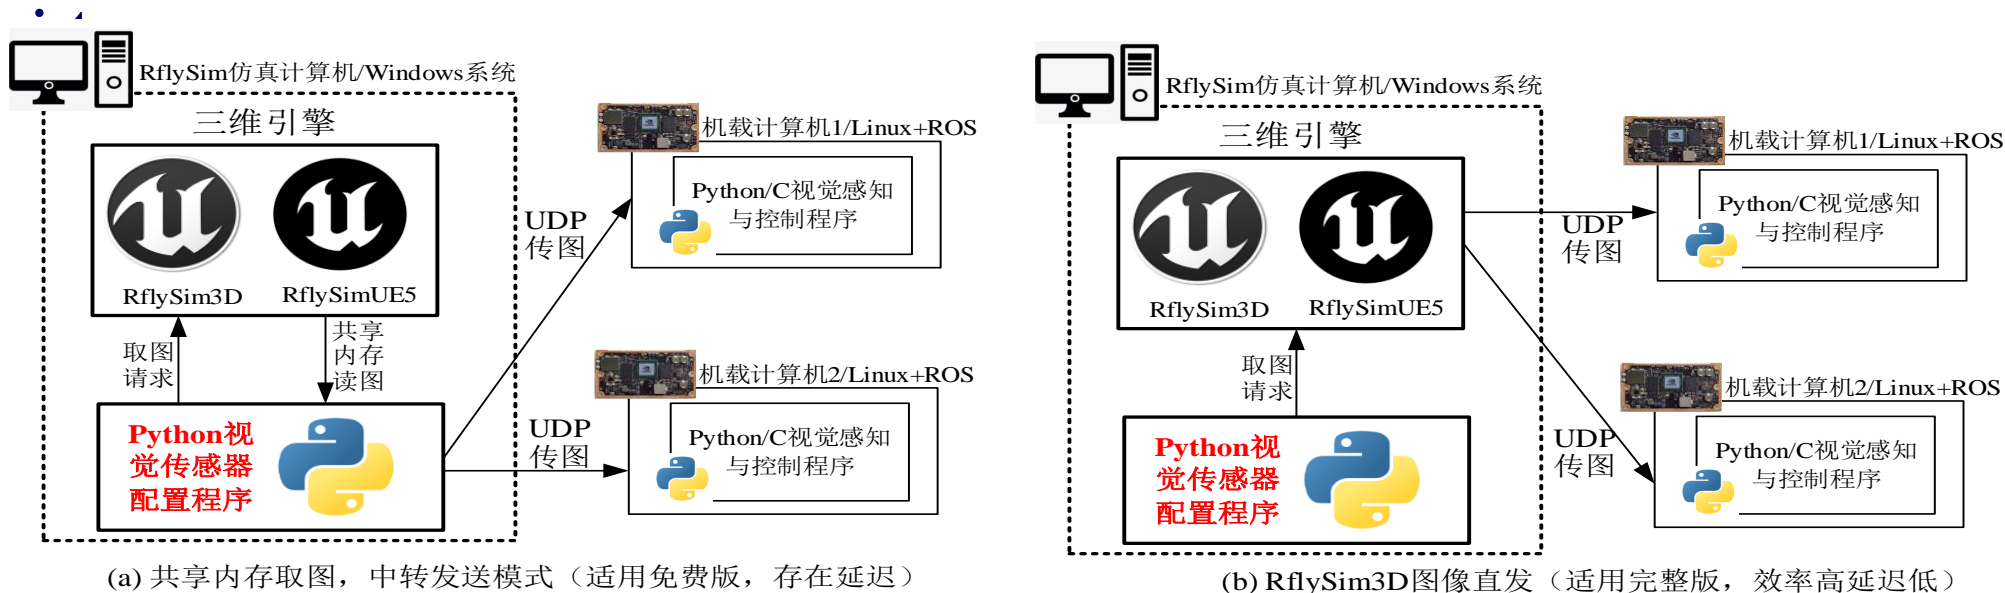 RflySim仿真计算机/Windows系统
三维引擎
RflySim3D
RflySimUE5
取图
请求
共享
内存
读图
Python视
觉传感器
配置程序
UDP
传图
UDP
传图
机载计算机1/Linux+ROS
Python/C视觉感知
与控制程序
机载计算机2/Linux+ROS
Python/C视觉感知
与控制程序
(a) 共享内存取图，中转发送模式（适用免费版，存在延迟）
RflySim仿真计算机/Windows系统
三维引擎
RflySim3D
RflySimUE5
取图
请求
Python视
觉传感器
配置程序
UDP
传图
UDP
传图
机载计算机1/Linux+ROS
Python/C视觉感知
与控制程序
机载计算机2/Linux+ROS
Python/C视觉感知
与控制程序
(b) RflySim3D图像直发（适用完整版，效率高延迟低）